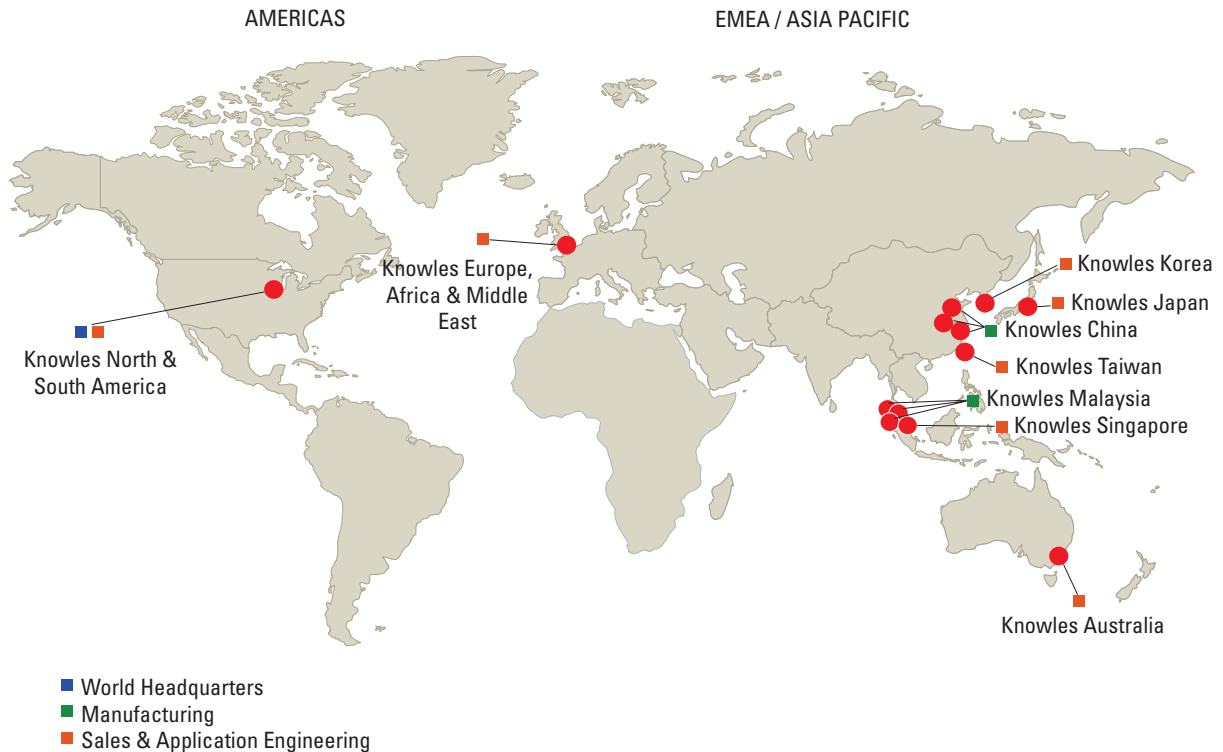 AMERICAS
EMEA / ASIA PACIFIC
Knowles Europe,
Africa & Middle
East
Knowles North &
South America
Knowles Korea
Knowles Japan
Knowles China
Knowles Taiwan
Knowles Malaysia
Knowles Singapore
Knowles Australia
World Headquarters
Manufacturing
Sales & Application Engineering